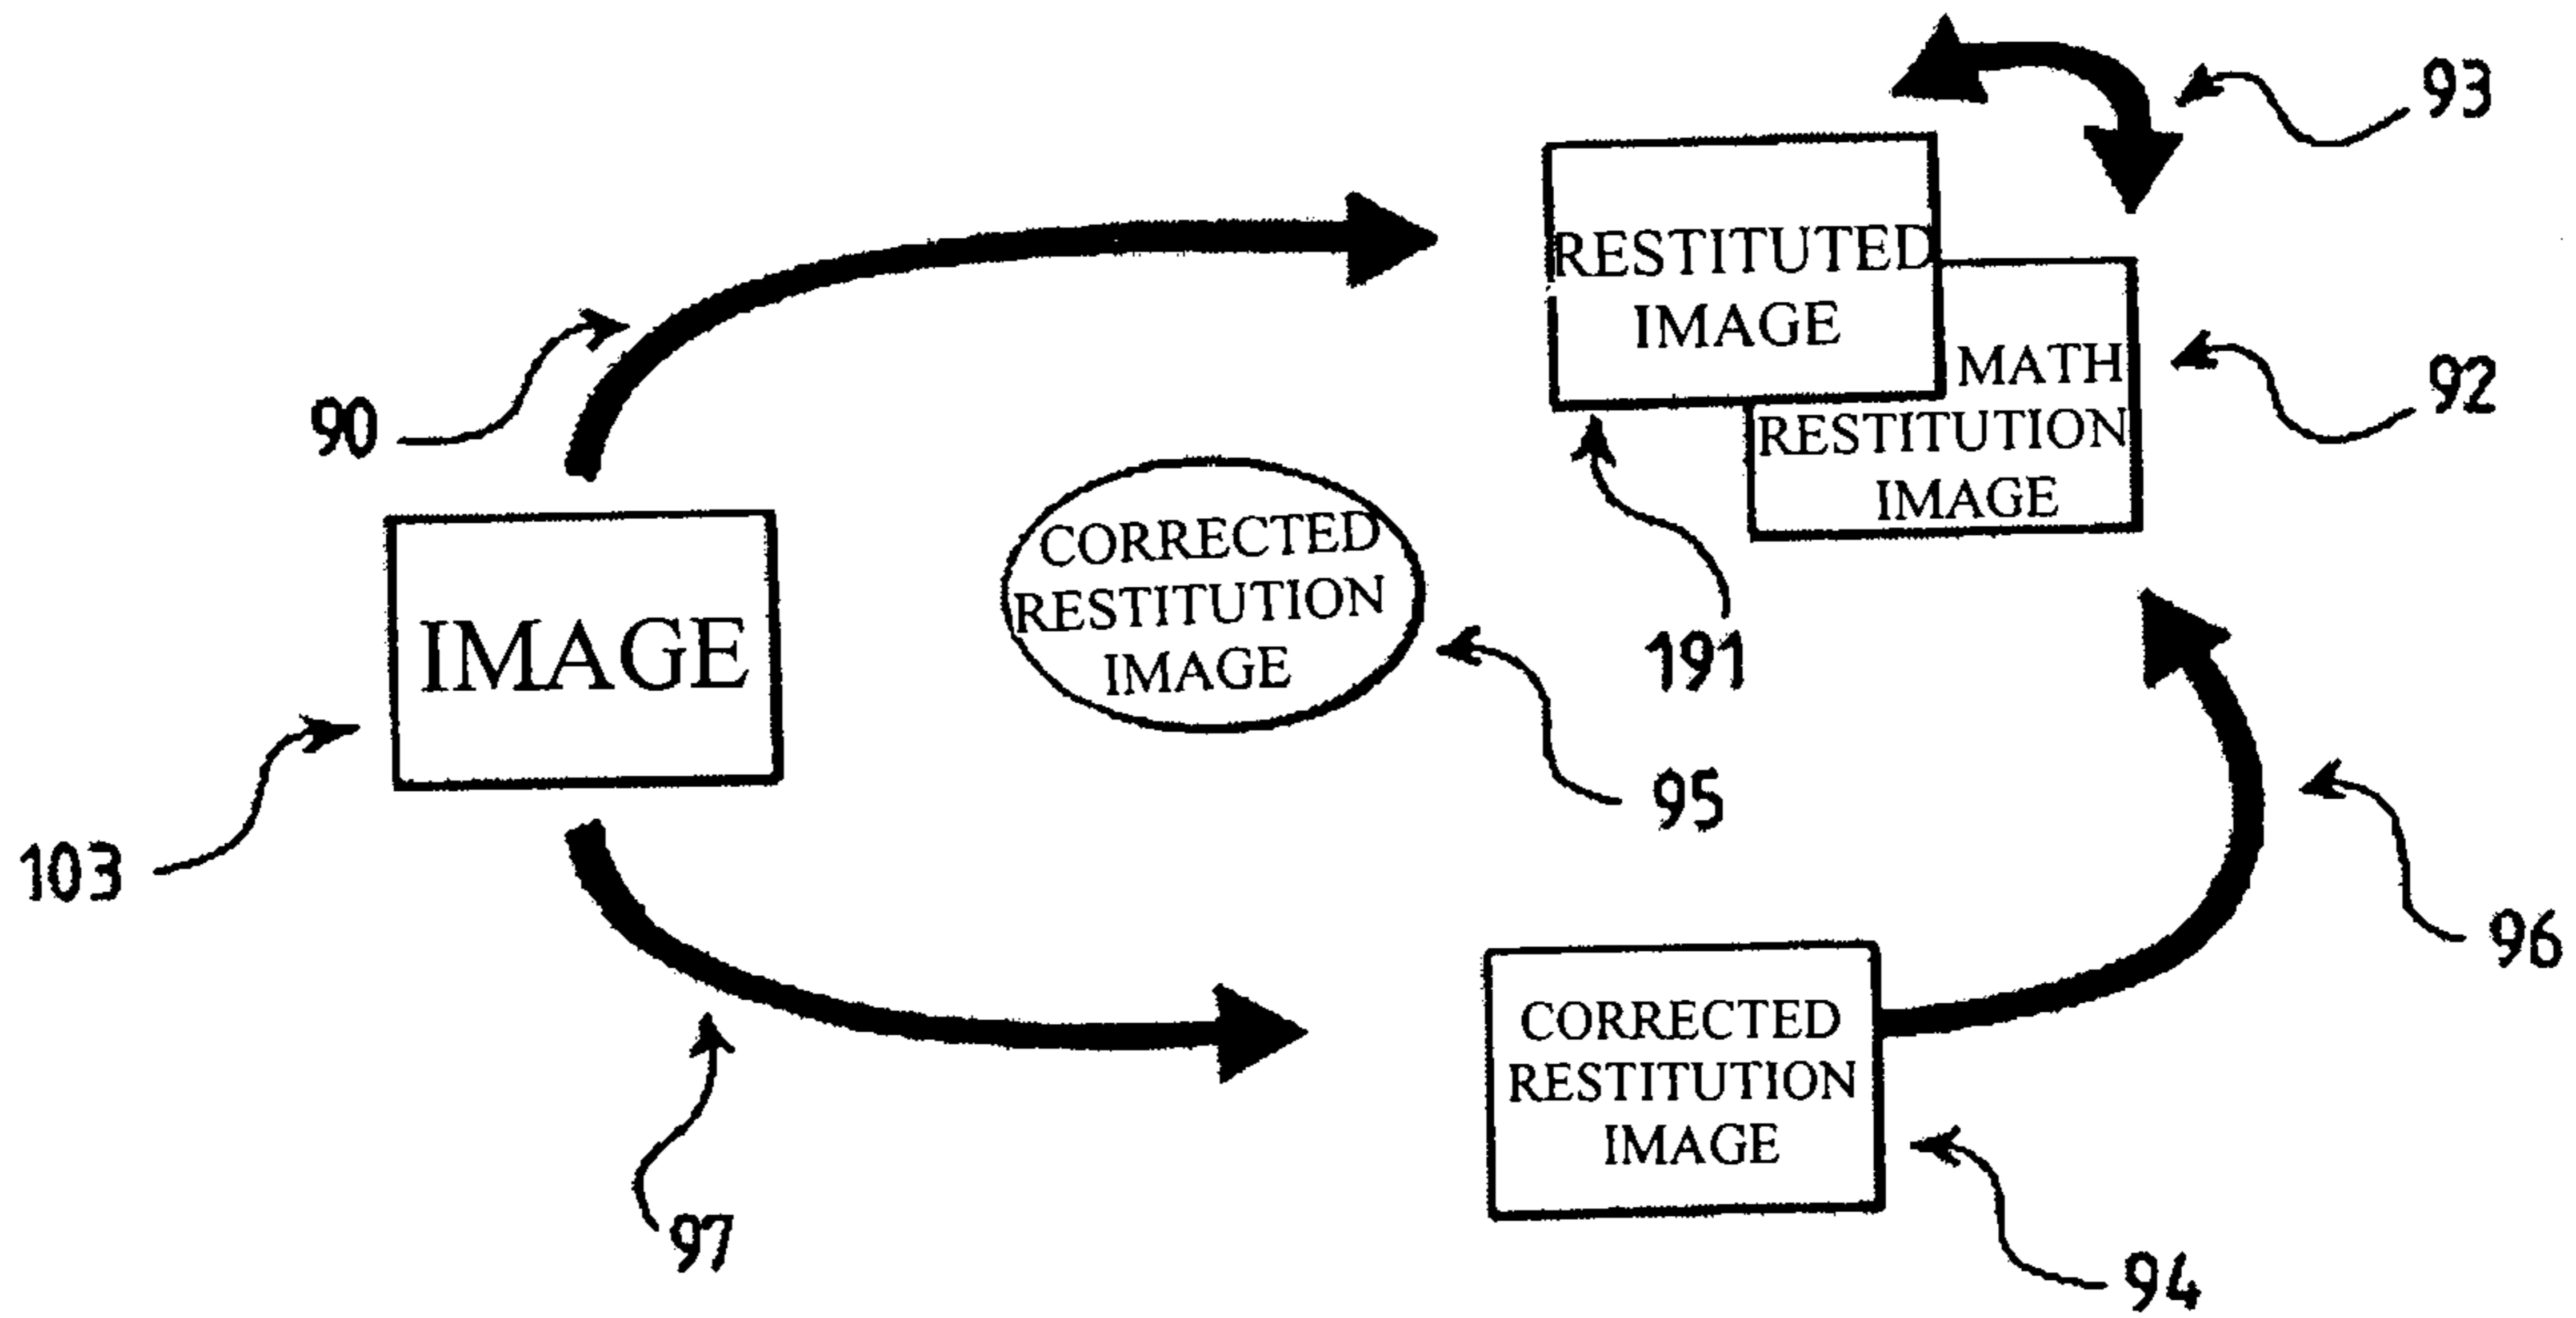 93
RESTITUTED
IMAGE
MATH
RESTITUTION
IMAGE
92
90
CORRECTED
RESTITUTION
IMAGE
IMAGE
191
95
103
96
CORRECTED
RESTITUTION
IMAGE
97
94